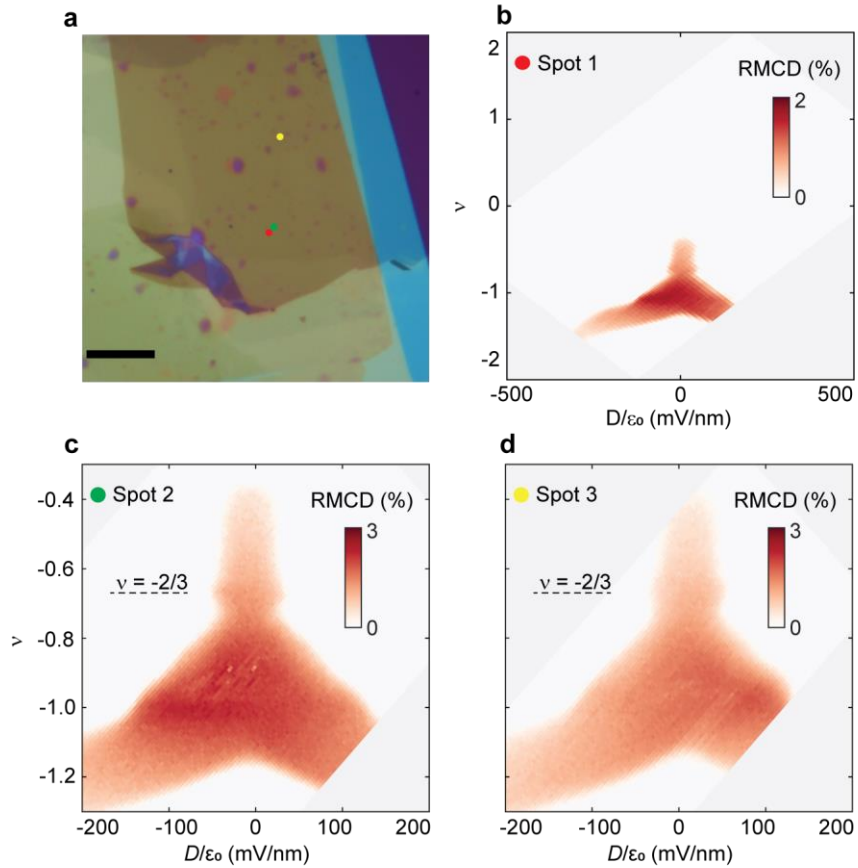 a
b
Spot 1
RMCD (%)
2
0
2
1
0
-1
-2
ν
-500
0
500
D/ε₀ (mV/nm)
c
Spot 2
RMCD (%)
3
0
ν = -2/3
-0.4
-0.6
-0.8
-1.0
-1.2
ν
-200
-100
0
100
200
D/ε₀ (mV/nm)
d
Spot 3
RMCD (%)
3
0
ν = -2/3
-200
-100
0
100
200
D/ε₀ (mV/nm)